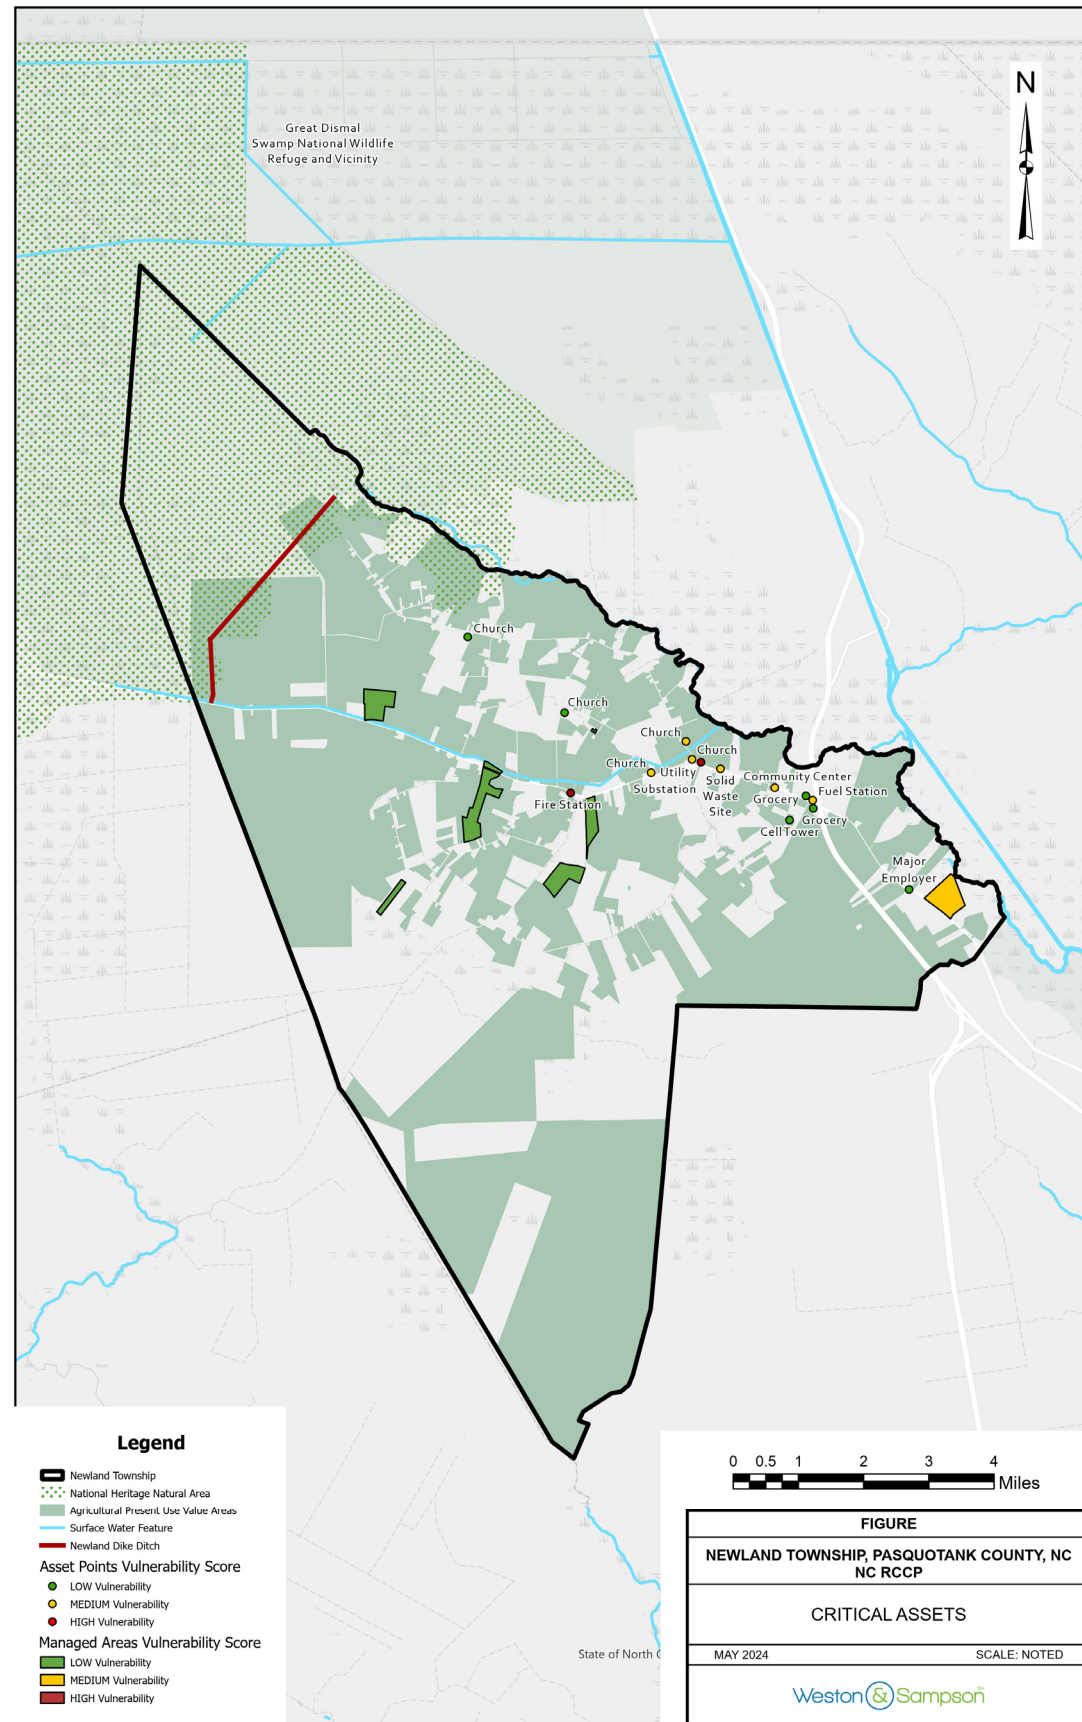 Great Dismal
Swamp National Wildlife
Refuge and Vicinity
N
Church
Church
Church
Church
Church
Utility
Substation
Solid
Waste
Site
Community Center
Grocery
Fuel Station
Grocery
Cell Tower
Fire Station
Major
Employer
Legend
Newland Township
National Heritage Natural Area
Agricultural Present Use Value Areas
Surface Water Feature
Newland Dike Ditch
Asset Points Vulnerability Score
LOW Vulnerability
MEDIUM Vulnerability
HIGH Vulnerability
Managed Areas Vulnerability Score
LOW Vulnerability
MEDIUM Vulnerability
HIGH Vulnerability
State of North C
0 0.5 1 2 3 4
Miles
FIGURE
NEWLAND TOWNSHIP, PASQUOTANK COUNTY, NC
NC RCCP
CRITICAL ASSETS
MAY 2024 SCALE: NOTED
Weston & Sampson